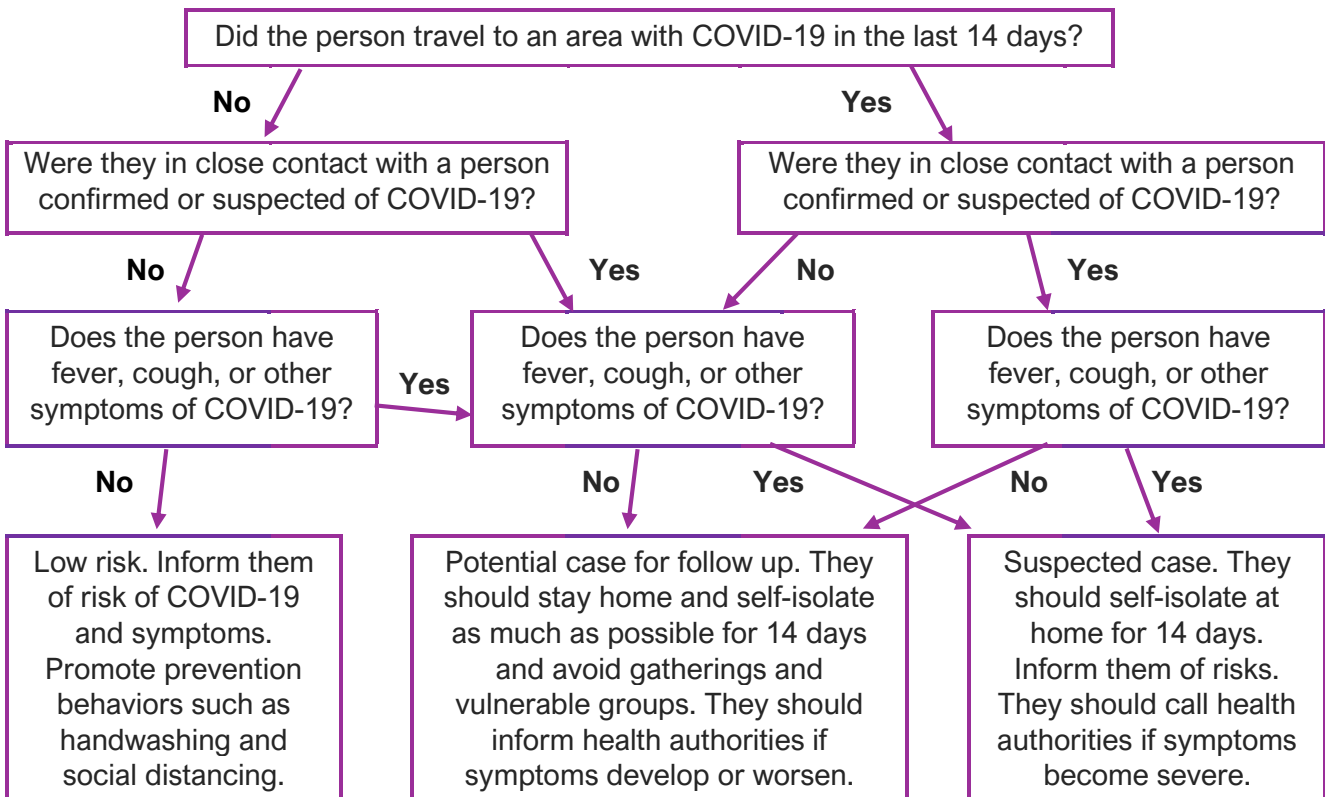 Did the person travel to an area with COVID-19 in the last 14 days?
No
Yes
Were they in close contact with a person
confirmed or suspected of COVID-19?
Were they in close contact with a person
confirmed or suspected of COVID-19?
No
Yes
No
Yes
Does the person have
fever, cough, or other
symptoms of COVID-19?
Yes
Does the person have
fever, cough, or other
symptoms of COVID-19?
Does the person have
fever, cough, or other
symptoms of COVID-19?
No
No
Yes
No
Yes
Low risk. Inform them
of risk of COVID-19
and symptoms.
Promote prevention
behaviors such as
handwashing and
social distancing.
Potential case for follow up. They
should stay home and self-isolate
as much as possible for 14 days
and avoid gatherings and
vulnerable groups. They should
inform health authorities if
symptoms develop or worsen.
Suspected case. They
should self-isolate at
home for 14 days.
Inform them of risks.
They should call health
authorities if symptoms
become severe.